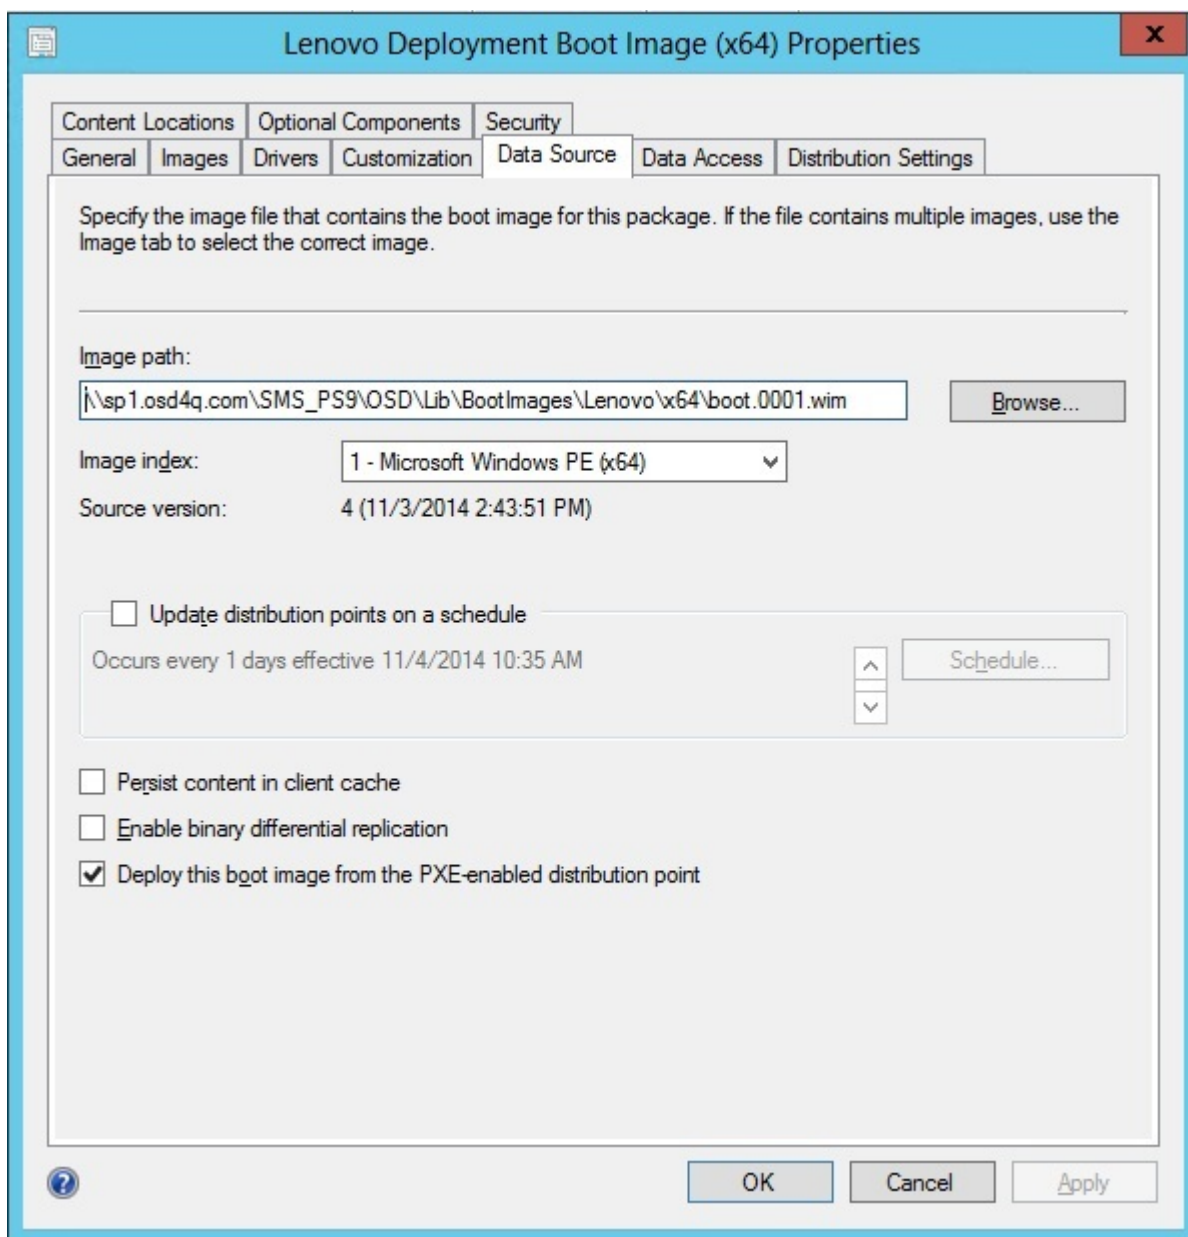 Lenovo Deployment Boot Image (x64) Properties
x
Content Locations
Optional Components
Security
General
Images
Drivers
Customization
Data Source
Data Access
Distribution Settings
Specify the image file that contains the boot image for this package. If the file contains multiple images, use the
Image tab to select the correct image.
Image path:
\\sp1.osd4q.com\SMS_PS9\OSD\Lib\BootImages\Lenovo\x64\boot.0001.wim
Browse...
Image index:
1 - Microsoft Windows PE (x64)
Source version:
4 (11/3/2014 2:43:51 PM)
Update distribution points on a schedule
Occurs every 1 days effective 11/4/2014 10:35 AM
Schedule...
Persist content in client cache
Enable binary differential replication
Deploy this boot image from the PXE-enabled distribution point
?
OK
Cancel
Apply